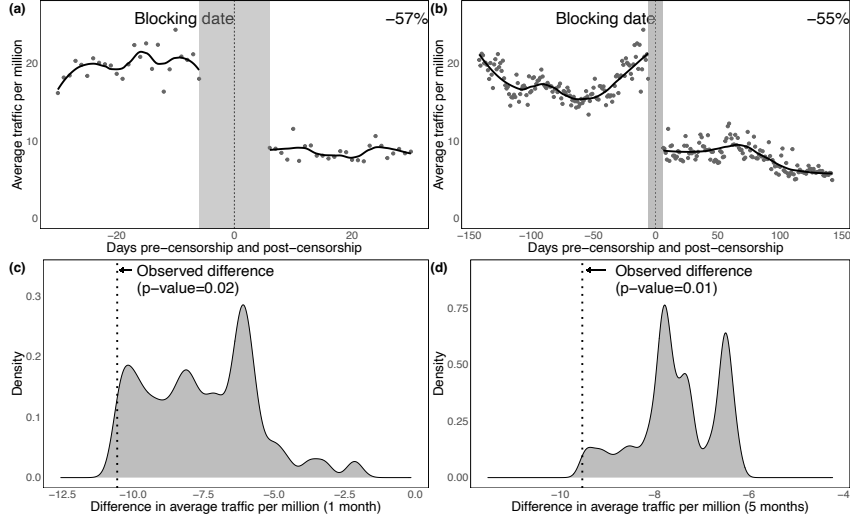 (a)
Blocking date
−57%
Average traffic per million
20
10
0
−20
0
20
Days pre−censorship and post−censorship
(b)
Blocking date
−55%
Average traffic per million
20
10
0
−150
−100
−50
0
50
100
150
Days pre−censorship and post−censorship
(c)
Observed difference
(p−value=0.02)
Density
0.3
0.2
0.1
0.0
−12.5
−10.0
−7.5
−5.0
−2.5
0.0
Difference in average traffic per million (1 month)
(d)
Observed difference
(p−value=0.01)
Density
0.75
0.50
0.25
0.00
−10
−8
−6
−4
Difference in average traffic per million (5 months)